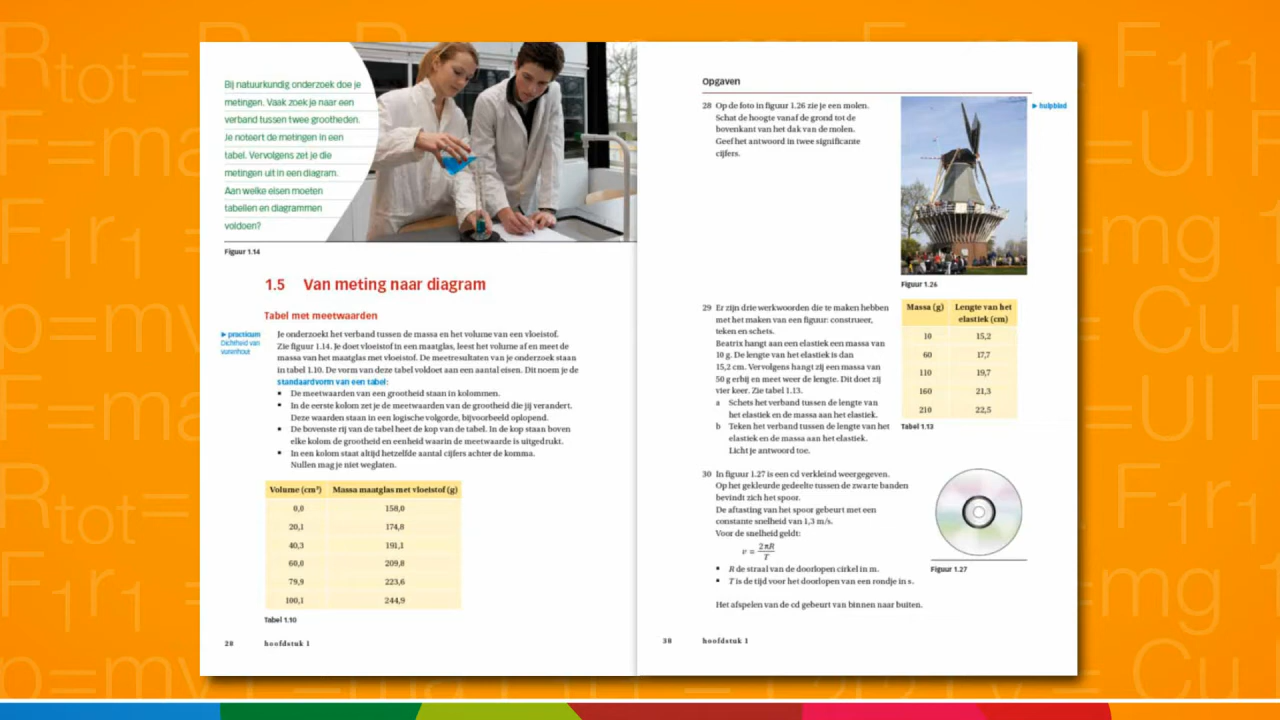 Bij natuurkundig onderzoek doe je
metingen. Vaak zoek je naar een
verband tussen twee grootheden.
Je noteert de metingen in een
tabel. Vervolgens zet je die
metingen uit in een diagram.
Aan welke eisen moeten
tabellen en diagrammen
voldoen?
Figuur 1.14
1.5 Van meting naar diagram
Tabel met meetwaarden
▶ practicum
Dichtheid van
vurenhout
Je onderzoekt het verband tussen de massa en het volume van een vloeistof.
Zie figuur 1.14. Je doet vloeistof in een maatglas, leest het volume af en meet de
massa van het maatglas met vloeistof. De meetresultaten van je onderzoek staan
in tabel 1.10. De vorm van deze tabel voldoet aan een aantal eisen. Dit noem je de
standaardvorm van een tabel:
▪ De meetwaarden van een grootheid staan in kolommen.
▪ In de eerste kolom zet je de meetwaarden van de grootheid die jij verandert.
Deze waarden staan in een logische volgorde, bijvoorbeeld oplopend.
▪ De bovenste rij van de tabel heet de kop van de tabel. In de kop staan boven
elke kolom de grootheid en eenheid waarin de meetwaarde is uitgedrukt.
▪ In een kolom staat altijd hetzelfde aantal cijfers achter de komma.
Nullen mag je niet weglaten.
Volume (cm³) Massa maatglas met vloeistof (g)
0,0 158,0
20,1 174,8
40,3 191,1
60,0 209,8
79,9 223,6
100,1 244,9
Tabel 1.10
28 hoofdstuk 1
Opgaven
28 Op de foto in figuur 1.26 zie je een molen.
Schat de hoogte vanaf de grond tot de
bovenkant van het dak van de molen.
Geef het antwoord in twee significante
cijfers.
▶ hulpblad
Figuur 1.26
29 Er zijn drie werkwoorden die te maken hebben
met het maken van een figuur: construeer,
teken en schets.
Beatrix hangt aan een elastiek een massa van
10 g. De lengte van het elastiek is dan
15,2 cm. Vervolgens hangt zij een massa van
50 g erbij en meet weer de lengte. Dit doet zij
vier keer. Zie tabel 1.13.
a Schets het verband tussen de lengte van
het elastiek en de massa aan het elastiek.
b Teken het verband tussen de lengte van het
elastiek en de massa aan het elastiek.
Licht je antwoord toe.
Massa (g) Lengte van het
elastiek (cm)
10 15,2
60 17,7
110 19,7
160 21,3
210 22,5
Tabel 1.13
30 In figuur 1.27 is een cd verkleind weergegeven.
Op het gekleurde gedeelte tussen de zwarte banden
bevindt zich het spoor.
De aftasting van het spoor gebeurt met een
constante snelheid van 1,3 m/s.
Voor de snelheid geldt:
v = 2πR / T
▪ R de straal van de doorlopen cirkel in m.
▪ T is de tijd voor het doorlopen van een rondje in s.
Het afspelen van de cd gebeurt van binnen naar buiten.
Figuur 1.27
30 hoofdstuk 1